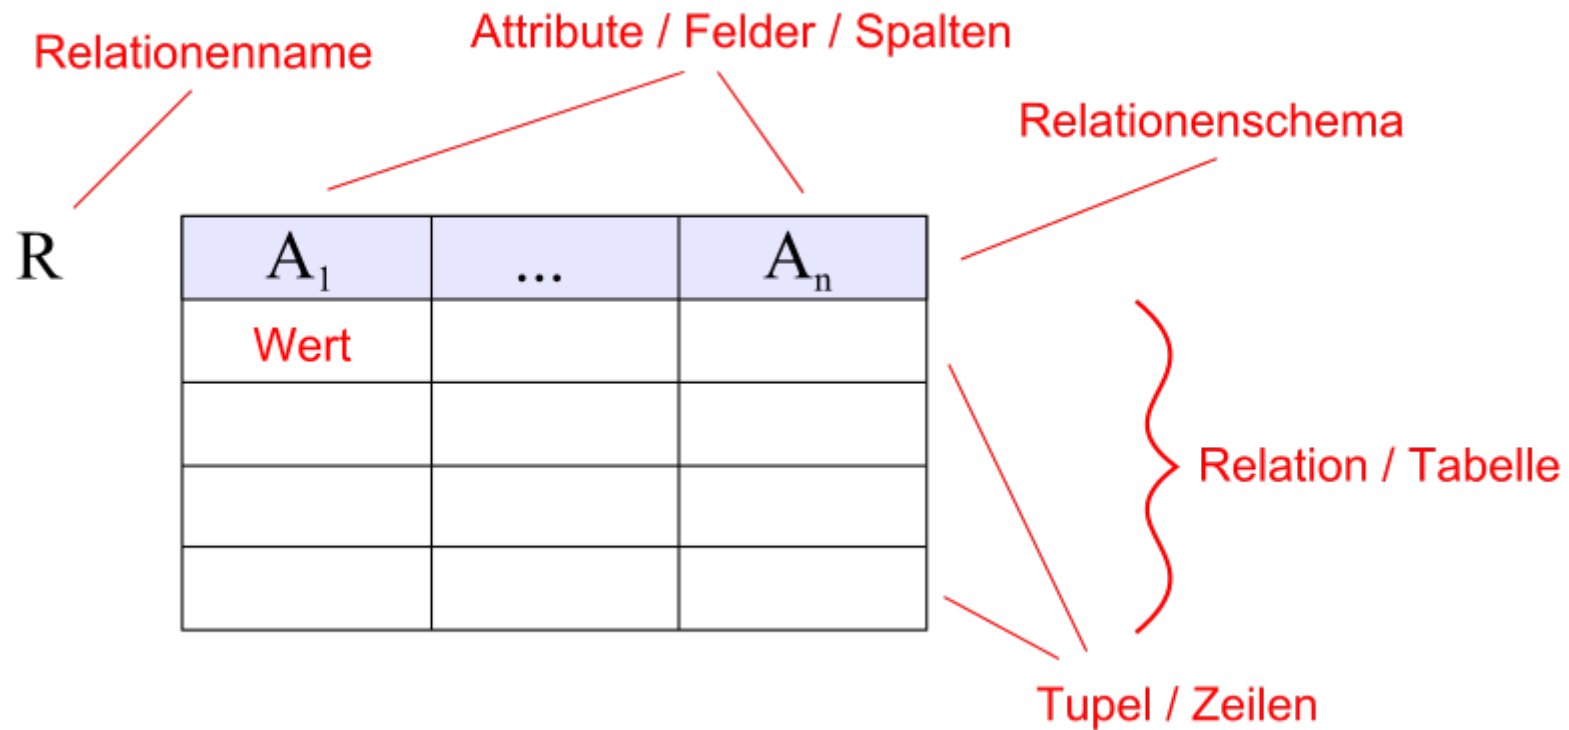 Relationenname
Attribute / Felder / Spalten
Relationenschema
R
A1 ... An
Wert
Relation / Tabelle
Tupel / Zeilen